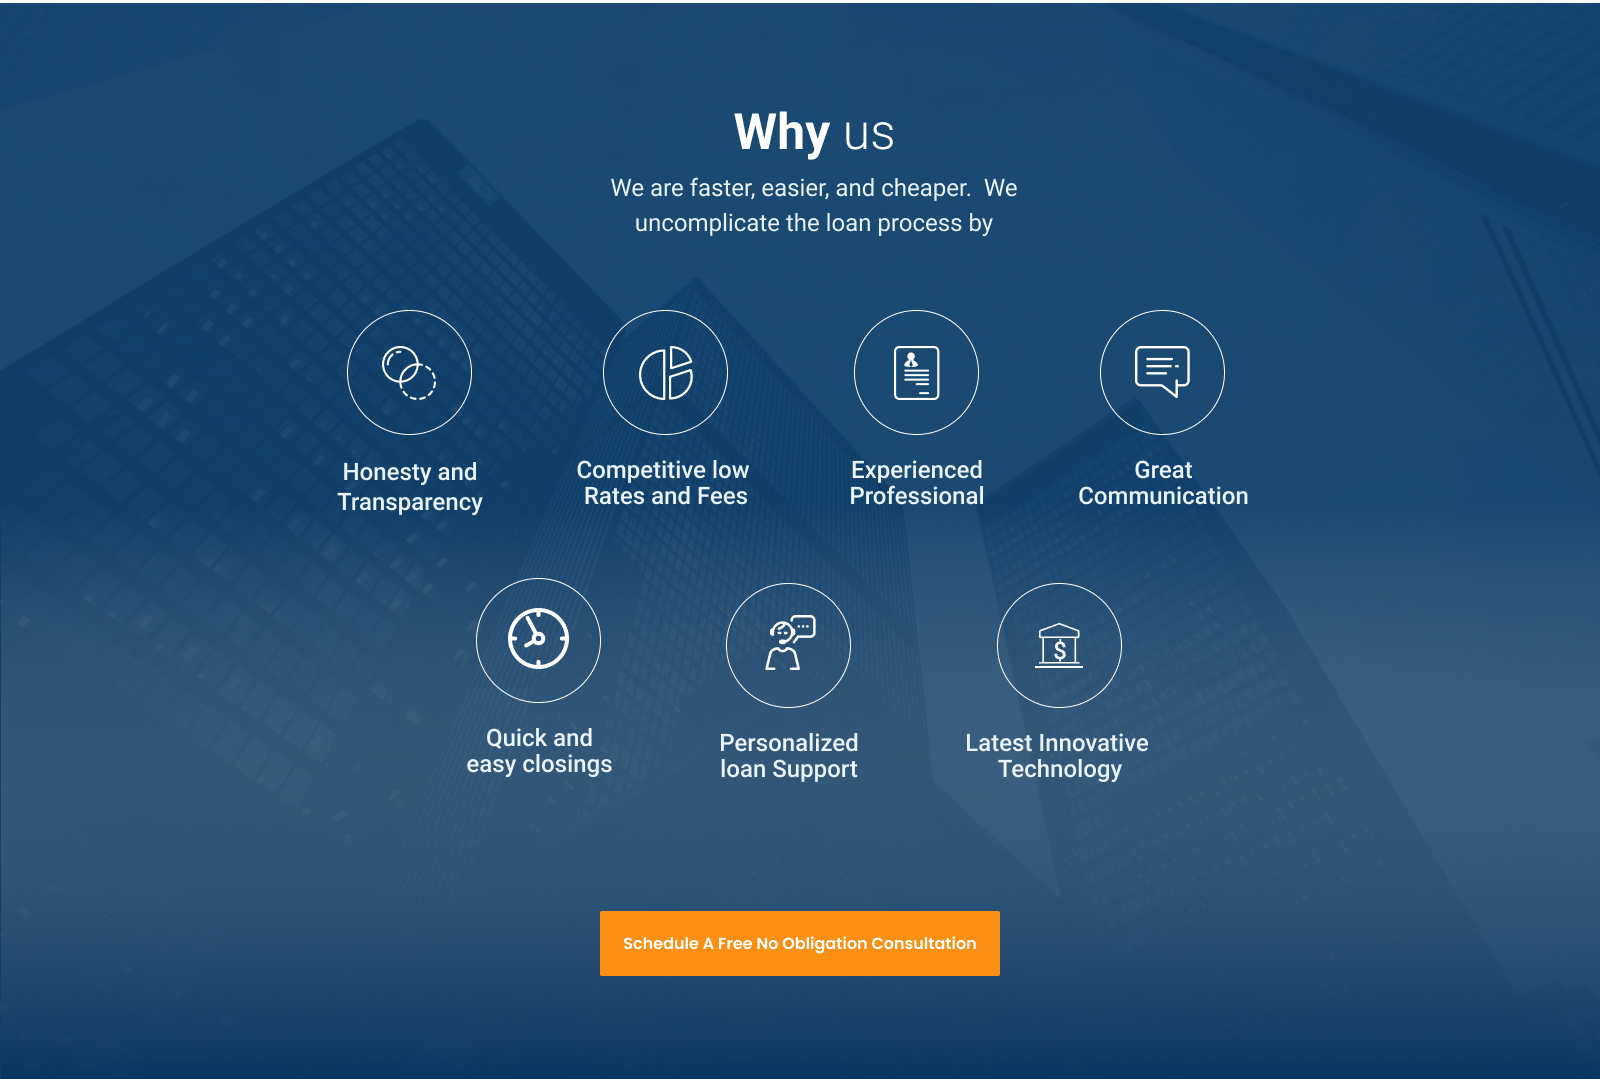 Why us
We are faster, easier, and cheaper.  We
uncomplicate the loan process by
Honesty and
Transparency
Competitive low
Rates and Fees
Experienced
Professional
Great
Communication
Quick and
easy closings
Personalized
loan Support
$
Latest Innovative
Technology
Schedule A Free No Obligation Consultation